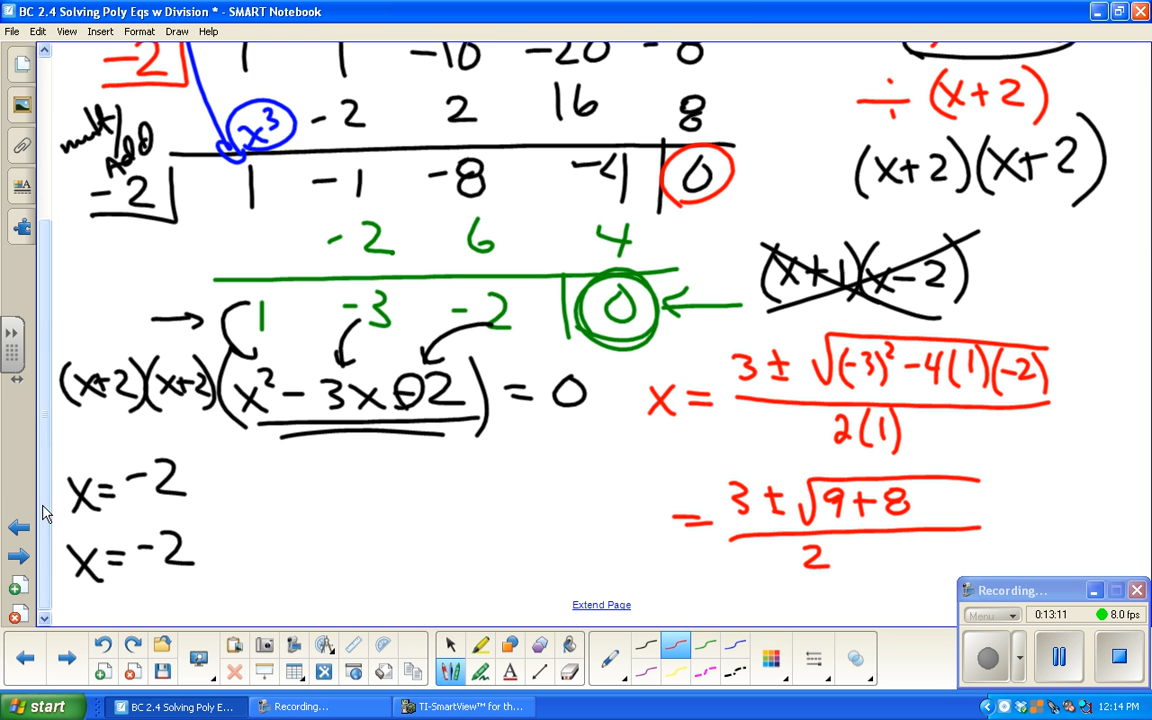 BC 2.4 Solving Poly Eqs w Division * - SMART Notebook
File Edit View Insert Format Draw Help
-2 1 1 -10 -20 -8
÷ (x+2)
x³ -2 2 16 8
mult/
ADD
(x+2)(x+2)
-2 1 -1 -8 -4 0
-2 6 4
(x+1)(x-2)
→ 1 -3 -2 0 ←
(x+2)(x+2)(x² - 3x - 2) = 0
x = 3 ± √(-3)² - 4(1)(-2)
2(1)
x = -2
= 3 ± √9+8
2
x = -2
Extend Page
Recording...
Menu 0:13:11 8.0 fps
start BC 2.4 Solving Poly E... Recording... TI-SmartView™ for th... 12:14 PM